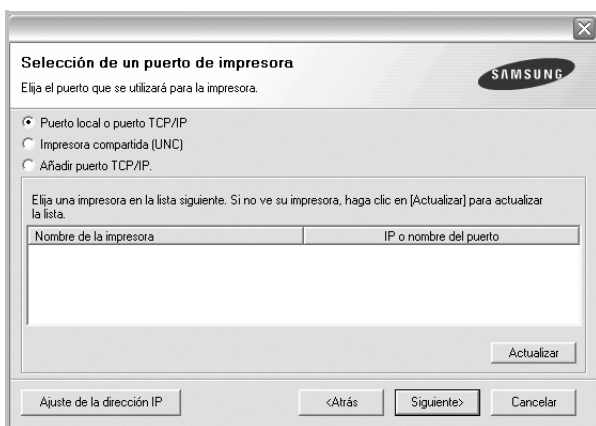 Selección de un puerto de impresora
SAMSUNG
Elija el puerto que se utilizará para la impresora.
Puerto local o puerto TCP/IP
Impresora compartida (UNC)
Añadir puerto TCP/IP.
Elija una impresora en la lista siguiente. Si no ve su impresora, haga clic en [Actualizar] para actualizar
la lista.
Nombre de la impresora IP o nombre del puerto
Actualizar
Ajuste de la dirección IP <Atrás Siguiente> Cancelar